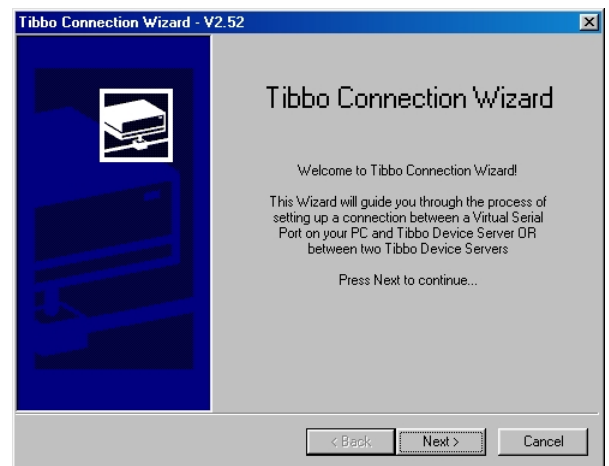 Tibbo Connection Wizard - V2.52
Tibbo Connection Wizard
Welcome to Tibbo Connection Wizard!
This Wizard will guide you through the process of
setting up a connection between a Virtual Serial
Port on your PC and Tibbo Device Server OR
between two Tibbo Device Servers
Press Next to continue...
< Back Next > Cancel